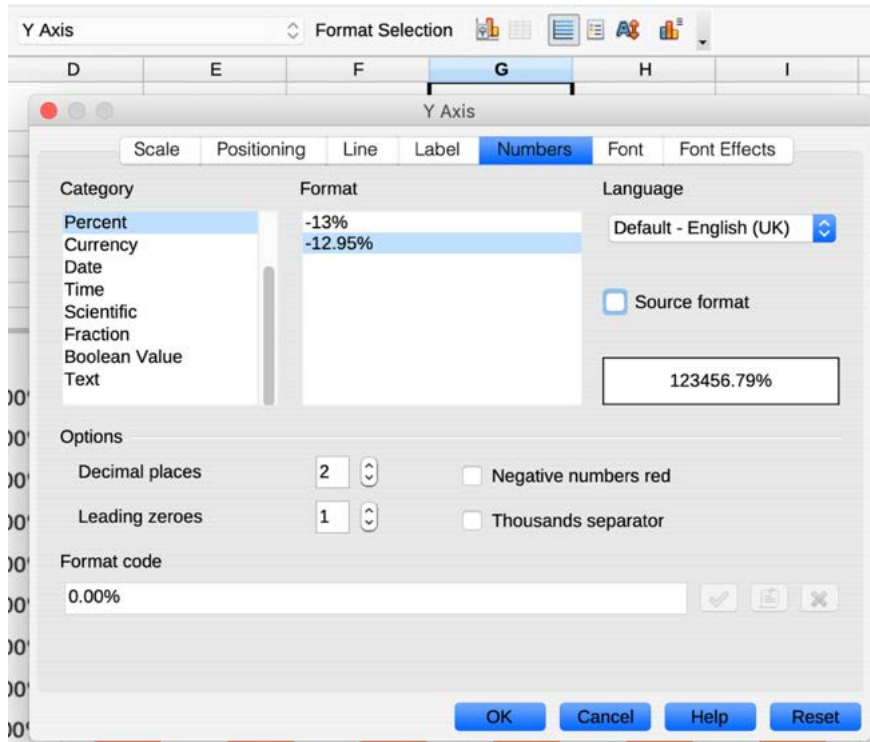 Y Axis Format Selection
D E F G H I
Y Axis
Scale Positioning Line Label Numbers Font Font Effects
Category Format Language
Percent
Currency
Date
Time
Scientific
Fraction
Boolean Value
Text
-13%
-12.95%
Default - English (UK)
Source format
123456.79%
Options
Decimal places 2 Negative numbers red
Leading zeroes 1 Thousands separator
Format code
0.00%
OK Cancel Help Reset